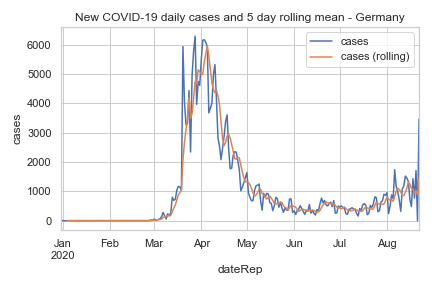 New COVID-19 daily cases and 5 day rolling mean - Germany
cases
cases (rolling)
6000
5000
4000
3000
2000
1000
0
cases
Jan Feb Mar Apr May Jun Jul Aug
2020
dateRep